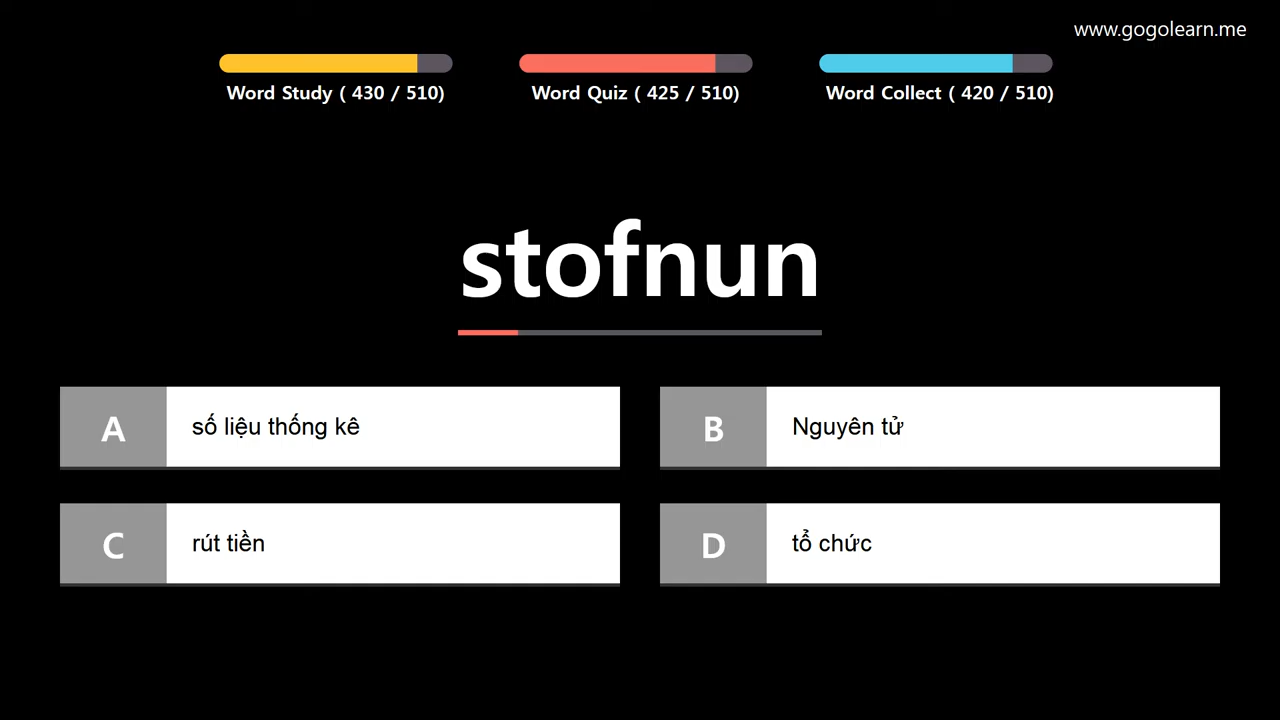 www.gogolearn.me
Word Study ( 430 / 510)
Word Quiz ( 425 / 510)
Word Collect ( 420 / 510)
stofnun
A
số liệu thống kê
B
Nguyên tử
C
rút tiền
D
tổ chức